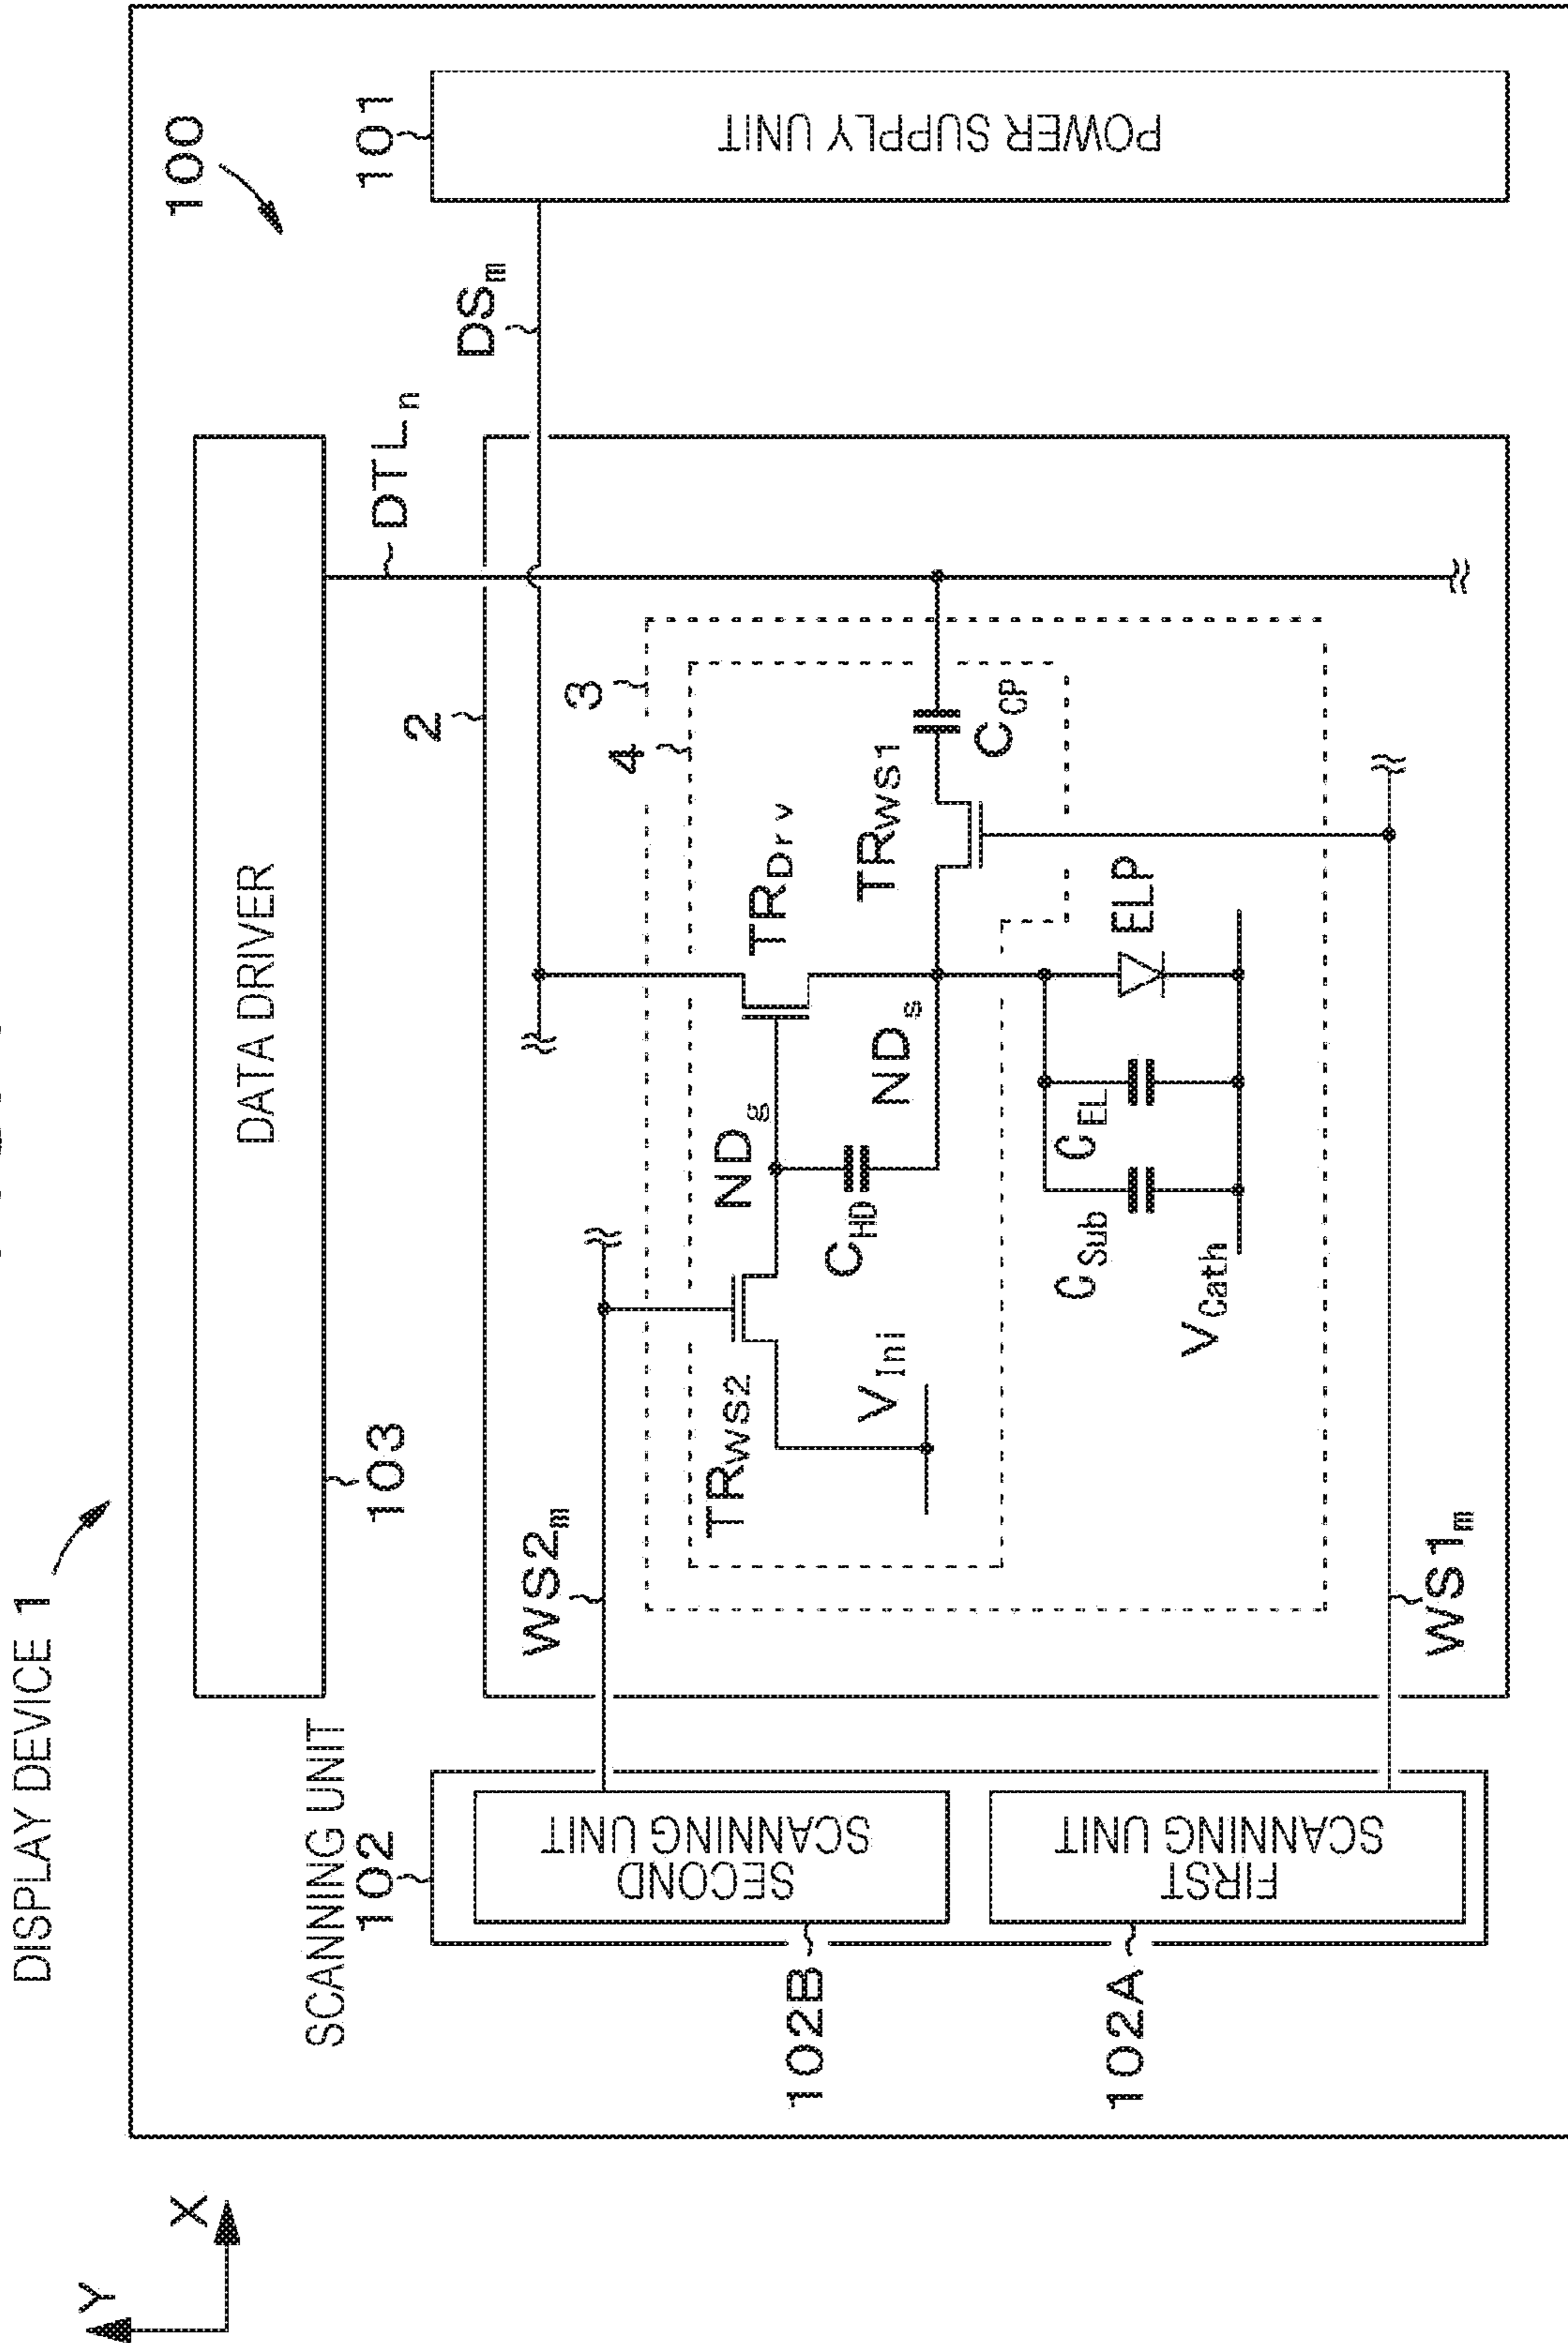 DISPLAY DEVICE 1
100
DATA DRIVER
103
SCANNING UNIT
102
DTLn
DSm
101
POWER SUPPLY UNIT
2
WS2m
3
4
TRWS2
NDg
TRDrv
SECOND
SCANNING UNIT
102B
CHD
VIni
NDs
TRWS1
CCP
CSub
CEL
ELP
VCath
FIRST
SCANNING UNIT
102A
WS1m
Y
X